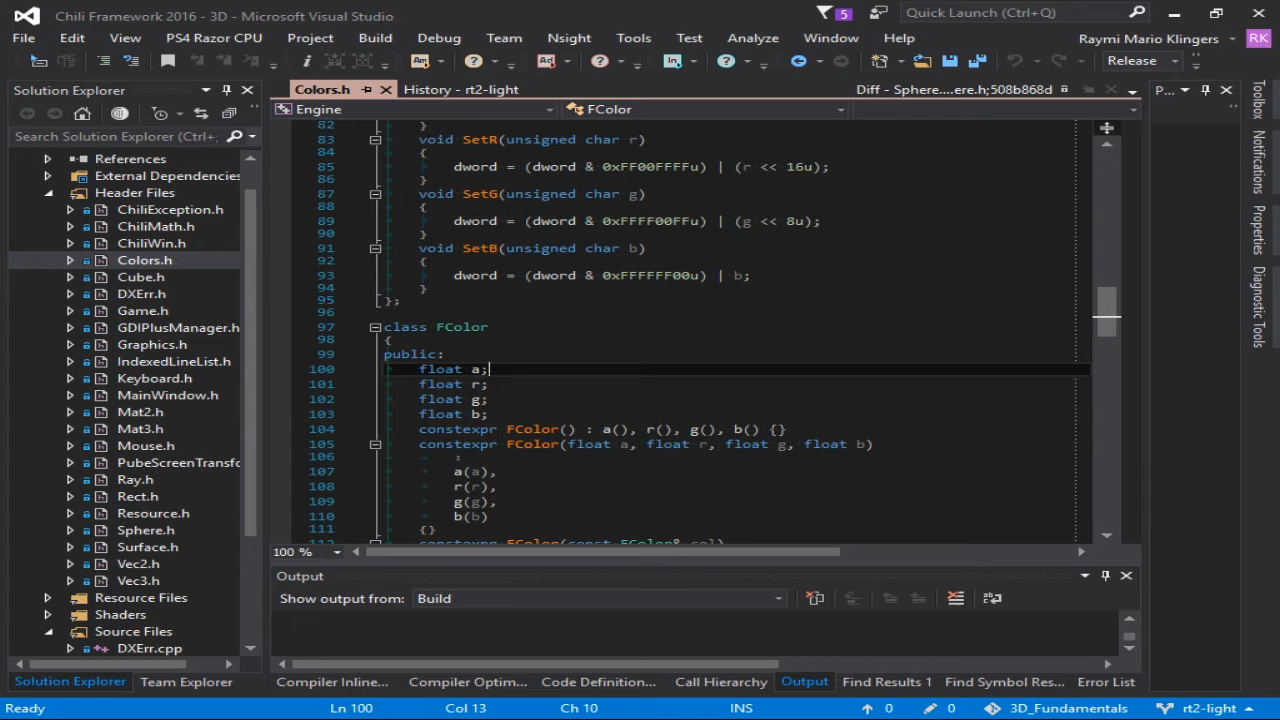 Chili Framework 2016 - 3D - Microsoft Visual Studio
5
Quick Launch (Ctrl+Q)
File Edit View PS4 Razor CPU Project Build Debug Team Nsight Tools Test Analyze Window Help
Raymi Mario Klingers
RK
Release
Solution Explorer
Colors.h
History - rt2-light
Diff - Sphere....ere.h;508b868d
P...
Engine
FColor
Search Solution Explorer (Ctrl+;
References
External Dependencies
Header Files
ChiliException.h
ChiliMath.h
ChiliWin.h
Colors.h
Cube.h
DXErr.h
Game.h
GDIPlusManager.h
Graphics.h
IndexedLineList.h
Keyboard.h
MainWindow.h
Mat2.h
Mat3.h
Mouse.h
PubeScreenTransfo
Ray.h
Rect.h
Resource.h
Sphere.h
Surface.h
Vec2.h
Vec3.h
Resource Files
Shaders
Source Files
DXErr.cpp
82 }
83 void SetR(unsigned char r)
84 {
85 dword = (dword & 0xFF00FFFFu) | (r << 16u);
86 }
87 void SetG(unsigned char g)
88 {
89 dword = (dword & 0xFFFF00FFu) | (g << 8u);
90 }
91 void SetB(unsigned char b)
92 {
93 dword = (dword & 0xFFFFFF00u) | b;
94 }
95 };
96
97 class FColor
98 {
99 public:
100 float a;
101 float r;
102 float g;
103 float b;
104 constexpr FColor() : a(), r(), g(), b() {}
105 constexpr FColor(float a, float r, float g, float b)
106 :
107 a(a),
108 r(r),
109 g(g),
110 b(b)
111 {}
112 constexpr FColor(const FColor& col)
100 %
Output
Show output from: Build
Toolbox
Notifications
Properties
Diagnostic Tools
Solution Explorer
Team Explorer
Compiler Inline...
Compiler Optim...
Code Definition...
Call Hierarchy
Output
Find Results 1
Find Symbol Res...
Error List
Ready
Ln 100
Col 13
Ch 10
INS
0
0
3D_Fundamentals
rt2-light